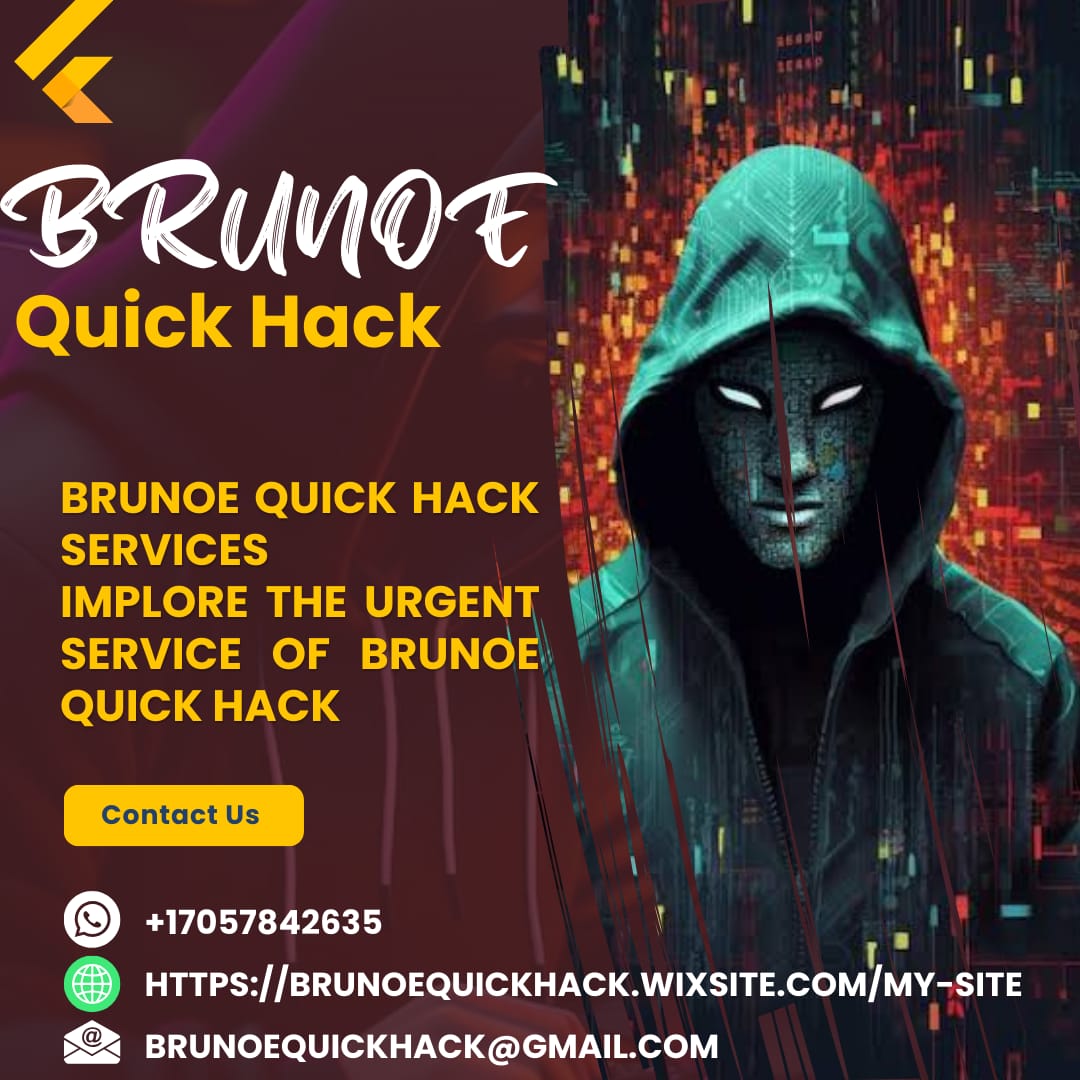 BRUNOE
Quick Hack
BRUNOE QUICK HACK
SERVICES
IMPLORE THE URGENT
SERVICE OF BRUNOE
QUICK HACK
Contact Us
+17057842635
HTTPS://BRUNOEQUICKHACK.WIXSITE.COM/MY-SITE
BRUNOEQUICKHACK@GMAIL.COM